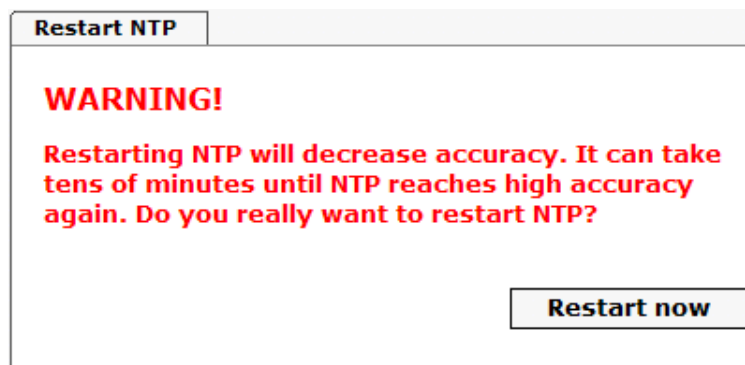 Restart NTP
WARNING!
Restarting NTP will decrease accuracy. It can take
tens of minutes until NTP reaches high accuracy
again. Do you really want to restart NTP?
Restart now